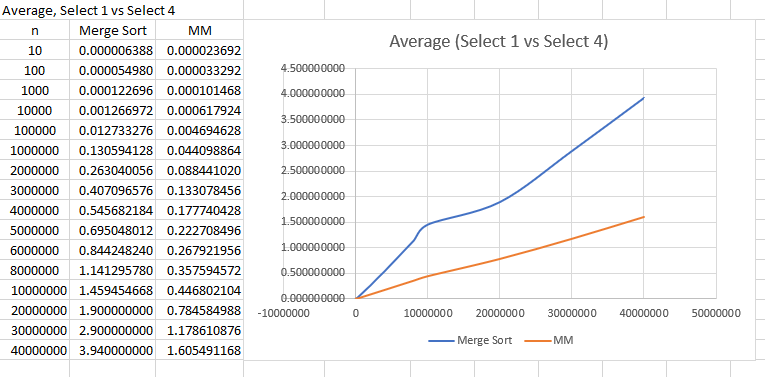 Average, Select 1 vs Select 4
n Merge Sort MM
10 0.000006388 0.000023692
100 0.000054980 0.000033292
1000 0.000122696 0.000101468
10000 0.001266972 0.000617924
100000 0.012733276 0.004694628
1000000 0.130594128 0.044098864
2000000 0.263040056 0.088441020
3000000 0.407096576 0.133078456
4000000 0.545682184 0.177740428
5000000 0.695048012 0.222708496
6000000 0.844248240 0.267921956
8000000 1.141295780 0.357594572
10000000 1.459454668 0.446802104
20000000 1.900000000 0.784584988
30000000 2.900000000 1.178610876
40000000 3.940000000 1.605491168
Average (Select 1 vs Select 4)
4.500000000
4.000000000
3.500000000
3.000000000
2.500000000
2.000000000
1.500000000
1.000000000
0.500000000
0.000000000
-10000000 0 10000000 20000000 30000000 40000000 50000000
Merge Sort MM